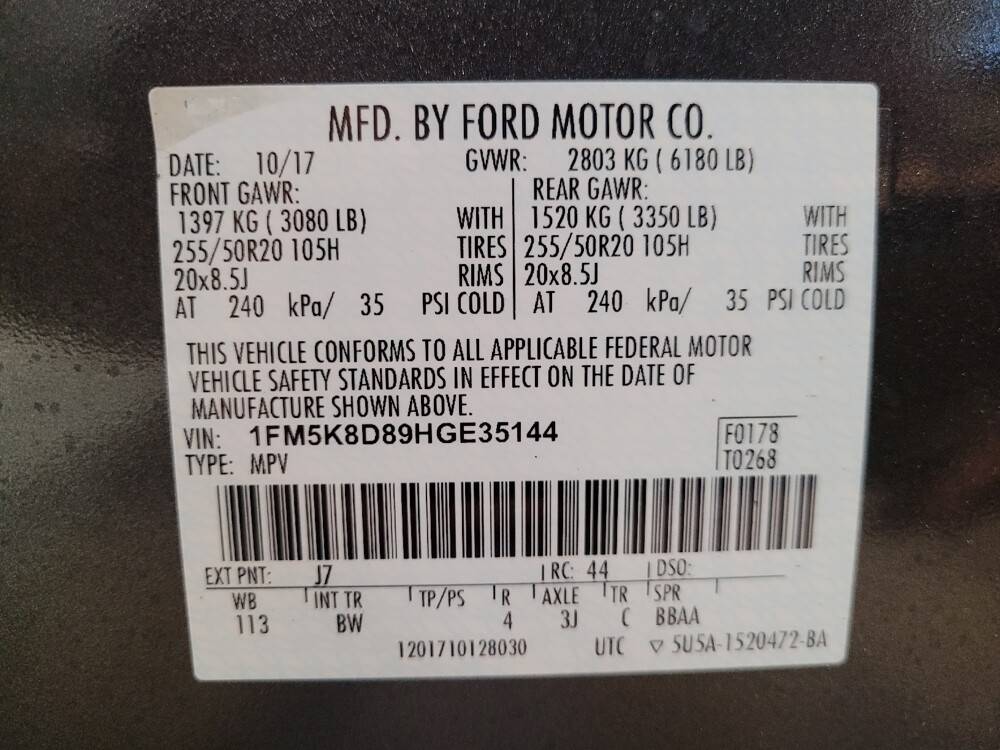 MFD. BY FORD MOTOR CO.
DATE: 10/17 GVWR: 2803 KG ( 6180 LB)
FRONT GAWR: REAR GAWR:
1397 KG ( 3080 LB) WITH 1520 KG ( 3350 LB) WITH
255/50R20 105H TIRES 255/50R20 105H TIRES
20x8.5J RIMS 20x8.5J RIMS
AT 240 kPa/ 35 PSI COLD AT 240 kPa/ 35 PSI COLD
THIS VEHICLE CONFORMS TO ALL APPLICABLE FEDERAL MOTOR
VEHICLE SAFETY STANDARDS IN EFFECT ON THE DATE OF
MANUFACTURE SHOWN ABOVE.
VIN: 1FM5K8D89HGE35144 F0178
TYPE: MPV T0268
EXT PNT: J7 RC: 44 DSO:
WB INT TR TP/PS R AXLE TR SPR
113 BW 4 3J C BBAA
1201710128030 UTC ▽ 5U5A-1520472-BA